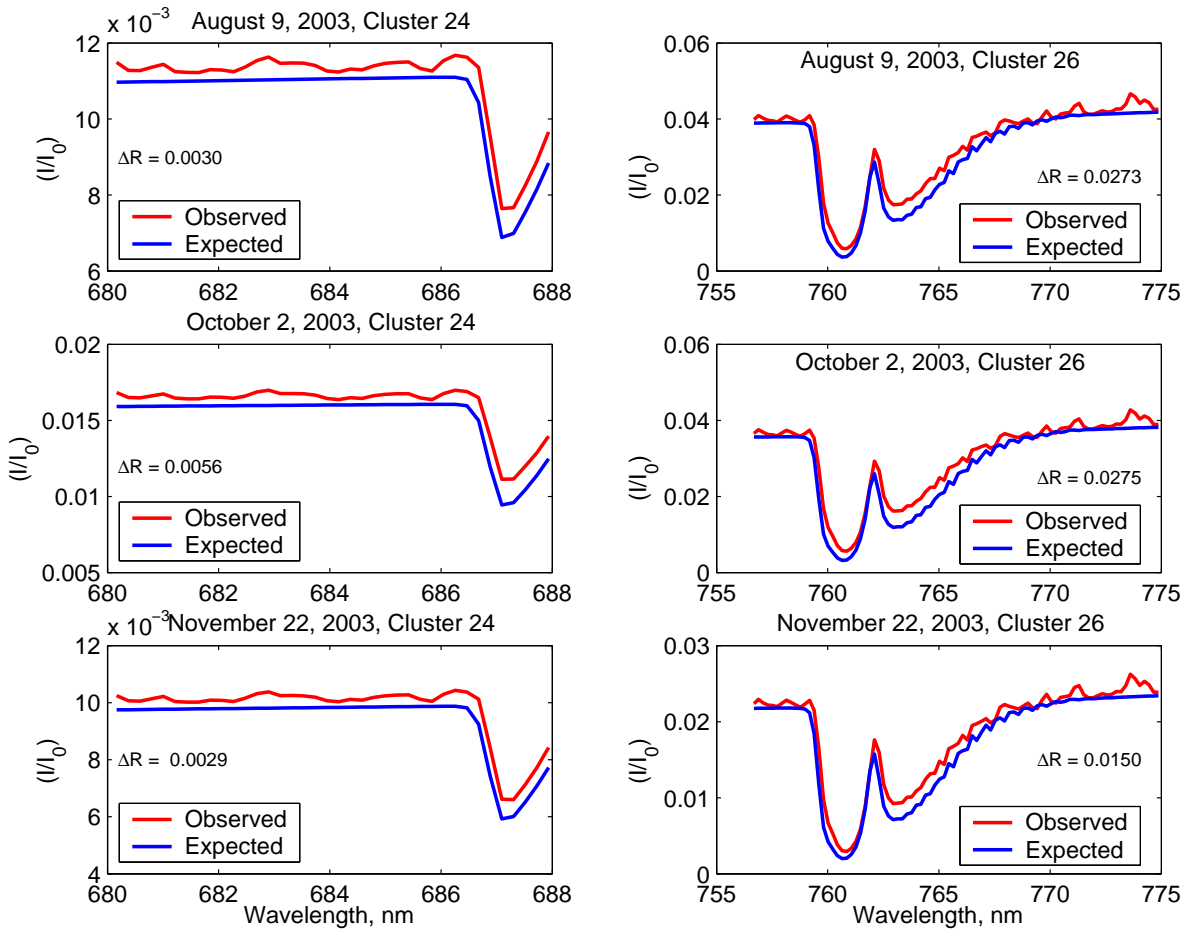 x 10⁻³
August 9, 2003, Cluster 24
12
10
8
6
(I/I₀)
ΔR = 0.0030
Observed
Expected
680 682 684 686 688
August 9, 2003, Cluster 26
0.06
0.04
0.02
0
(I/I₀)
ΔR = 0.0273
Observed
Expected
755 760 765 770 775
October 2, 2003, Cluster 24
0.02
0.015
0.01
0.005
(I/I₀)
ΔR = 0.0056
Observed
Expected
680 682 684 686 688
October 2, 2003, Cluster 26
0.06
0.04
0.02
0
(I/I₀)
ΔR = 0.0275
Observed
Expected
755 760 765 770 775
x 10⁻³
November 22, 2003, Cluster 24
12
10
8
6
4
(I/I₀)
ΔR = 0.0029
Observed
Expected
680 682 684 686 688
Wavelength, nm
November 22, 2003, Cluster 26
0.03
0.02
0.01
0
(I/I₀)
ΔR = 0.0150
Observed
Expected
755 760 765 770 775
Wavelength, nm